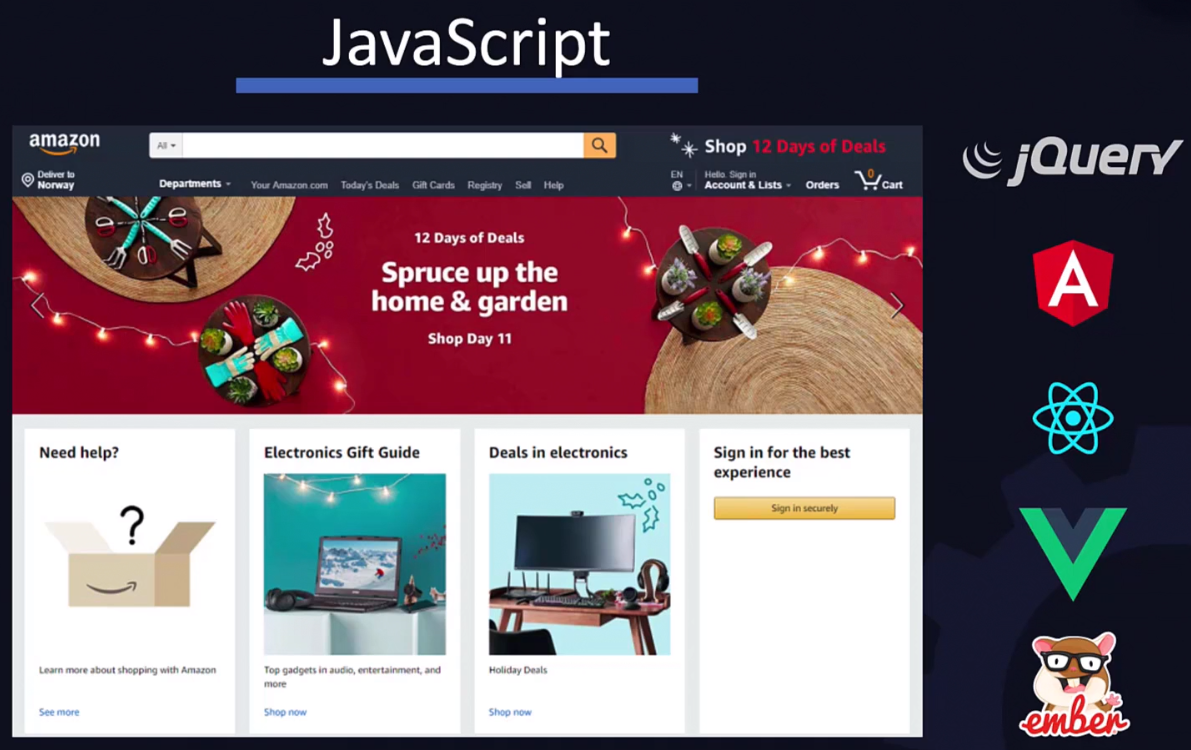 JavaScript
amazon
All
Shop 12 Days of Deals
Deliver to
Norway
Departments
Your Amazon.com
Today's Deals
Gift Cards
Registry
Sell
Help
EN
Hello. Sign in
Account & Lists
Orders
0
Cart
12 Days of Deals
Spruce up the
home & garden
Shop Day 11
Need help?
?
Learn more about shopping with Amazon
See more
Electronics Gift Guide
Top gadgets in audio, entertainment, and
more
Shop now
Deals in electronics
Holiday Deals
Shop now
Sign in for the best
experience
Sign in securely
jQuery
A
ember